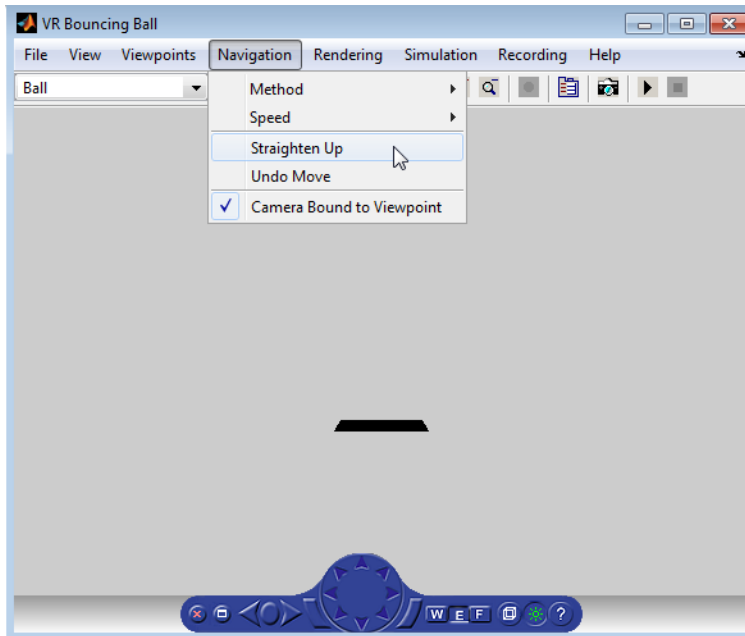 VR Bouncing Ball
File View Viewpoints Navigation Rendering Simulation Recording Help
Ball
Method
Speed
Straighten Up
Undo Move
Camera Bound to Viewpoint
W E F ?